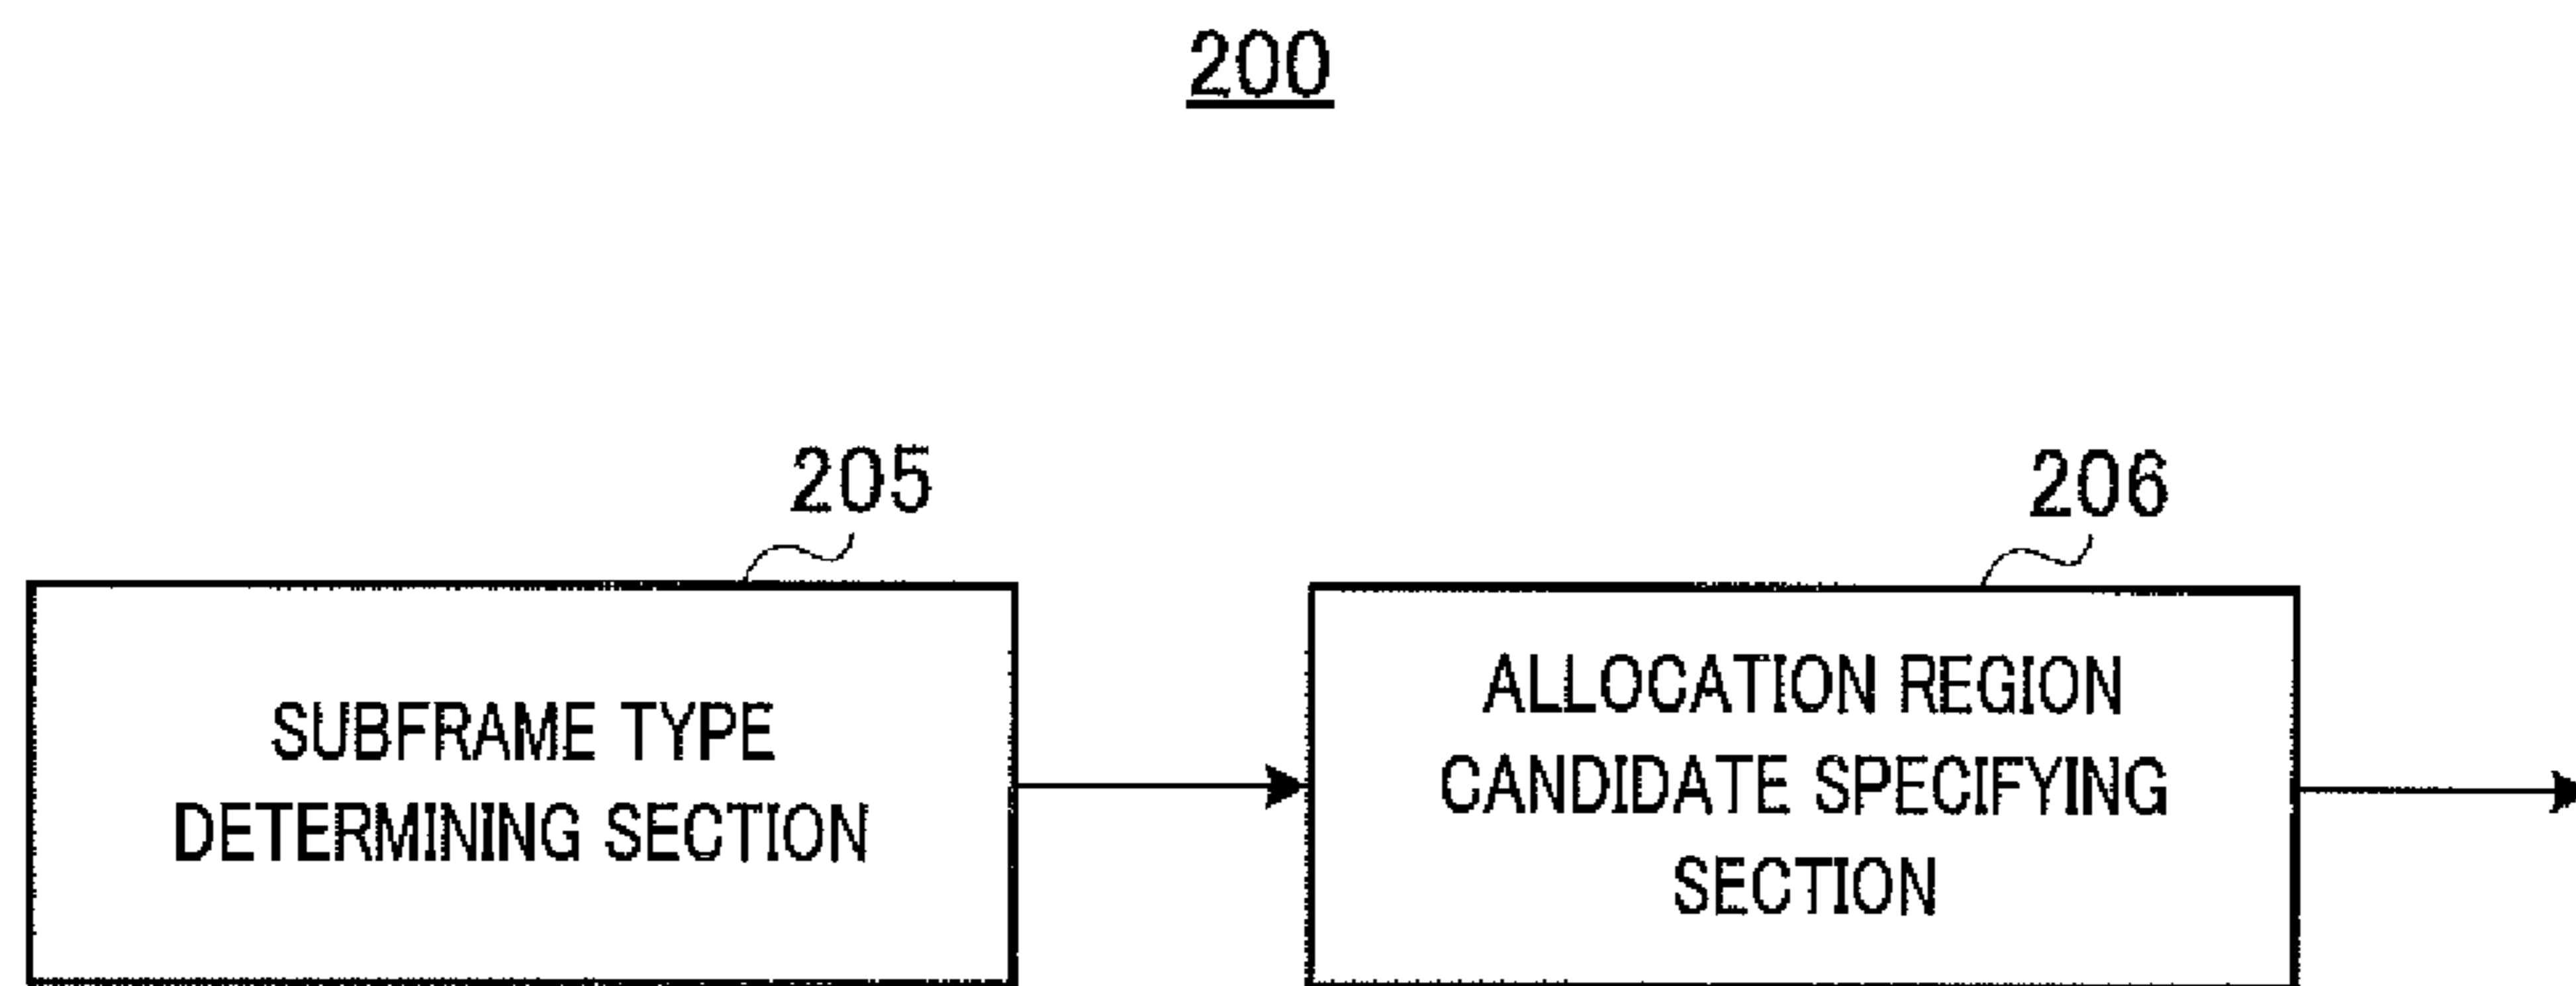 200
205
206
SUBFRAME TYPE
DETERMINING SECTION
ALLOCATION REGION
CANDIDATE SPECIFYING
SECTION